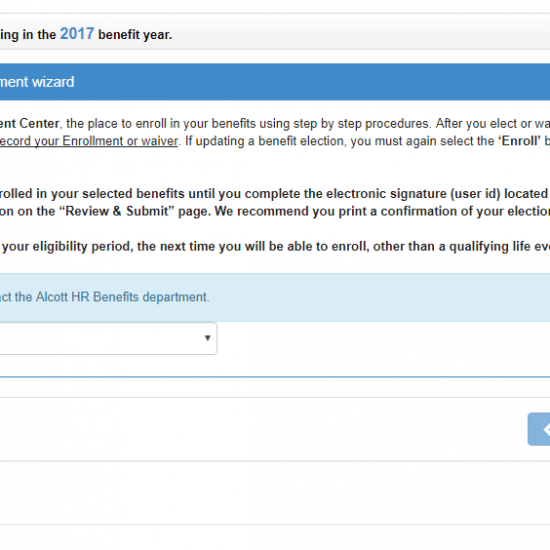 ing in the 2017 benefit year.
ment wizard
ent Center, the place to enroll in your benefits using step by step procedures. After you elect or wa
ecord your Enrollment or waiver. If updating a benefit election, you must again select the ‘Enroll’ b
rolled in your selected benefits until you complete the electronic signature (user id) located
on on the “Review & Submit” page. We recommend you print a confirmation of your election
your eligibility period, the next time you will be able to enroll, other than a qualifying life eve
act the Alcott HR Benefits department.